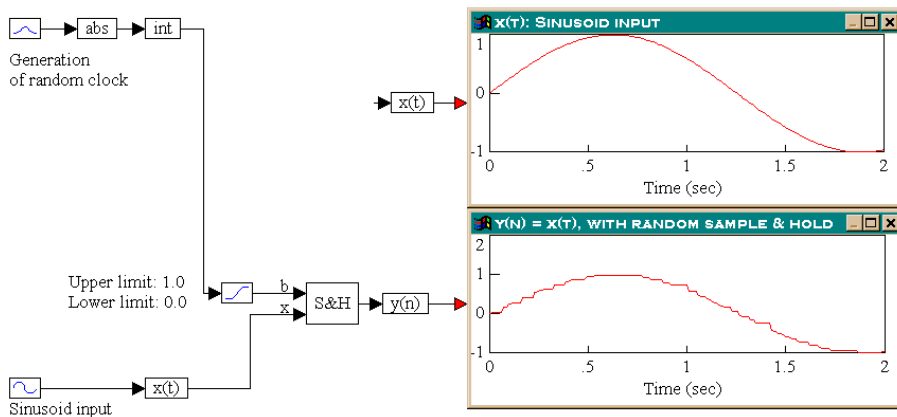 abs
int
Generation
of random clock
Upper limit: 1.0
Lower limit: 0.0
b
x
S&H
y(n)
x(t)
Sinusoid input
x(t)
X(T): SINUSOID INPUT
1
0
-1
0
.5
1
1.5
2
Time (sec)
Y(N) = X(T), WITH RANDOM SAMPLE & HOLD
2
1
0
-1
0
.5
1
1.5
2
Time (sec)